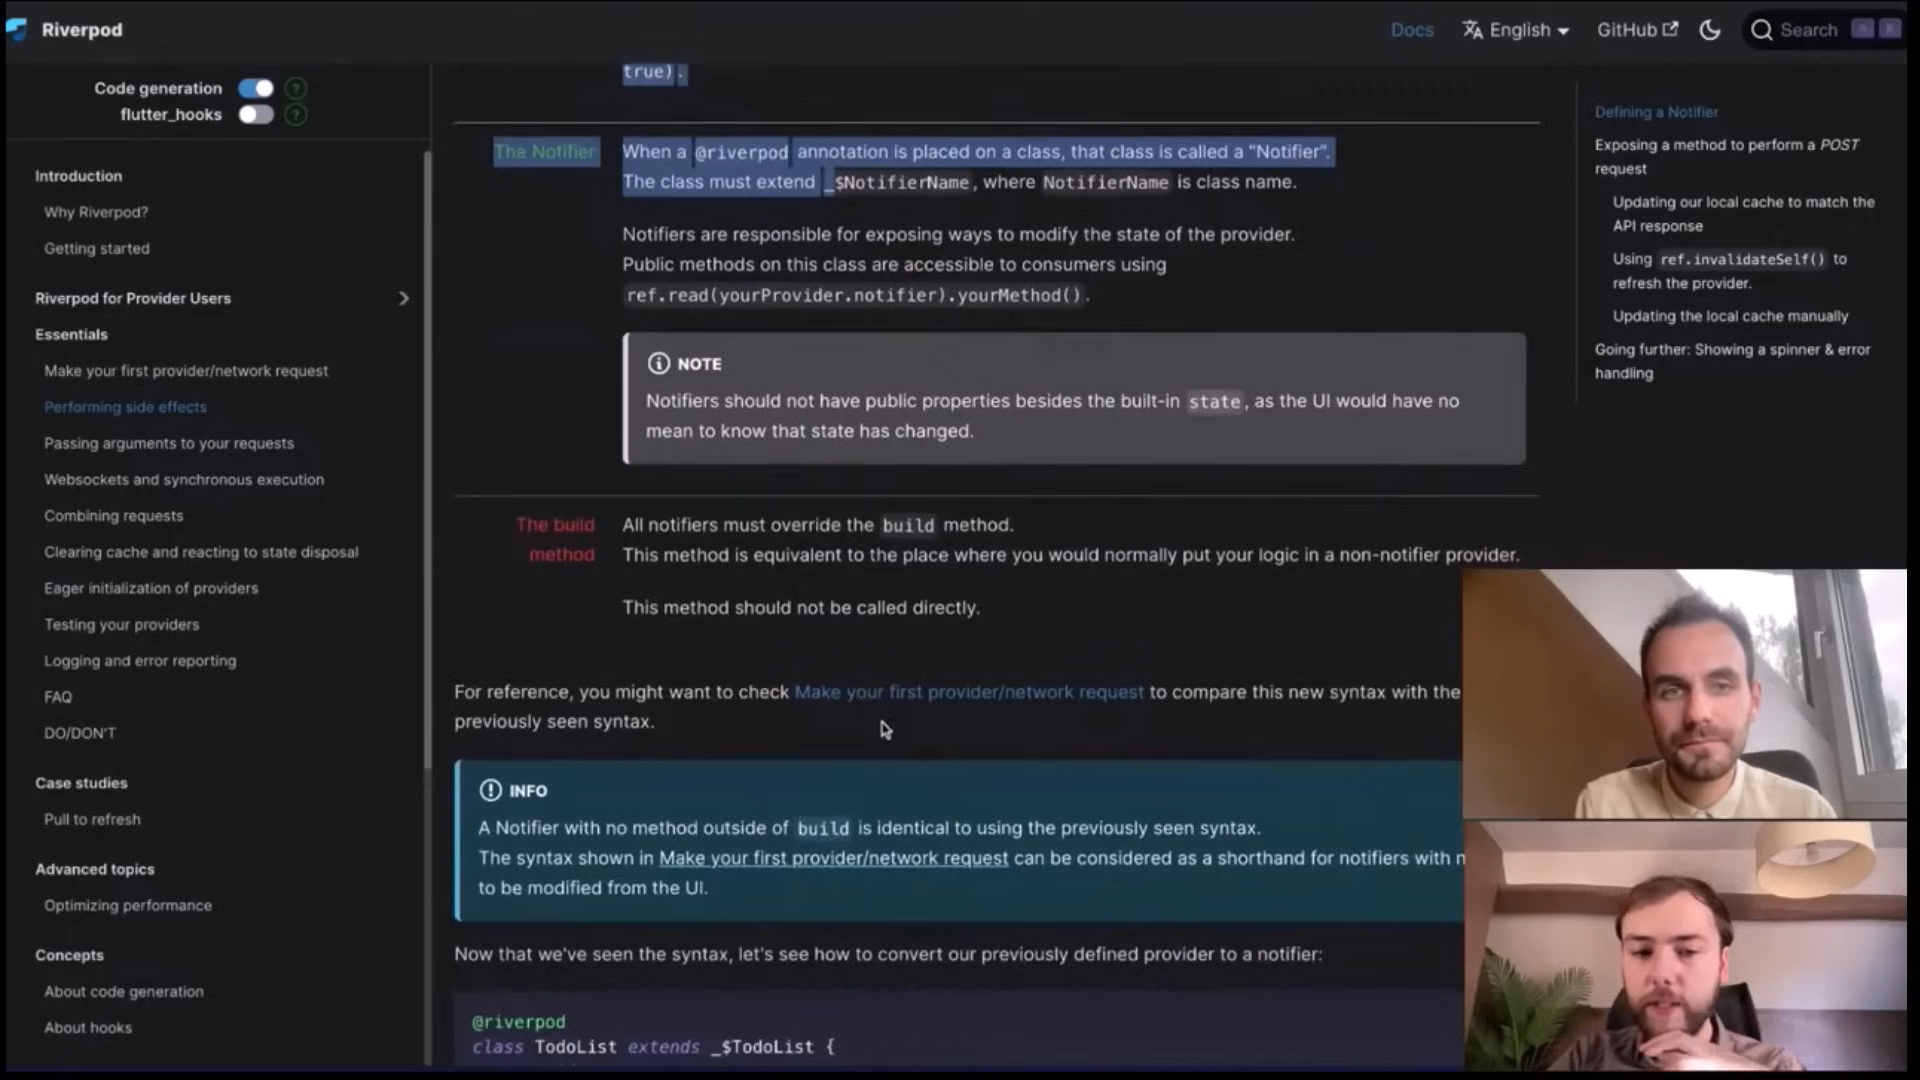 Riverpod
Docs
English
GitHub
Search
Code generation
?
flutter_hooks
?
Introduction
Why Riverpod?
Getting started
Riverpod for Provider Users
Essentials
Make your first provider/network request
Performing side effects
Passing arguments to your requests
Websockets and synchronous execution
Combining requests
Clearing cache and reacting to state disposal
Eager initialization of providers
Testing your providers
Logging and error reporting
FAQ
DO/DON'T
Case studies
Pull to refresh
Advanced topics
Optimizing performance
Concepts
About code generation
About hooks
true).
The Notifier
When a @riverpod annotation is placed on a class, that class is called a "Notifier".
The class must extend _$NotifierName, where NotifierName is class name.
Notifiers are responsible for exposing ways to modify the state of the provider.
Public methods on this class are accessible to consumers using
ref.read(yourProvider.notifier).yourMethod().
NOTE
Notifiers should not have public properties besides the built-in state, as the UI would have no
mean to know that state has changed.
The build
method
All notifiers must override the build method.
This method is equivalent to the place where you would normally put your logic in a non-notifier provider.
This method should not be called directly.
For reference, you might want to check Make your first provider/network request to compare this new syntax with the
previously seen syntax.
INFO
A Notifier with no method outside of build is identical to using the previously seen syntax.
The syntax shown in Make your first provider/network request can be considered as a shorthand for notifiers with
to be modified from the UI.
Now that we've seen the syntax, let's see how to convert our previously defined provider to a notifier:
@riverpod
class TodoList extends _$TodoList {
Defining a Notifier
Exposing a method to perform a POST
request
Updating our local cache to match the
API response
Using ref.invalidateSelf() to
refresh the provider.
Updating the local cache manually
Going further: Showing a spinner & error
handling